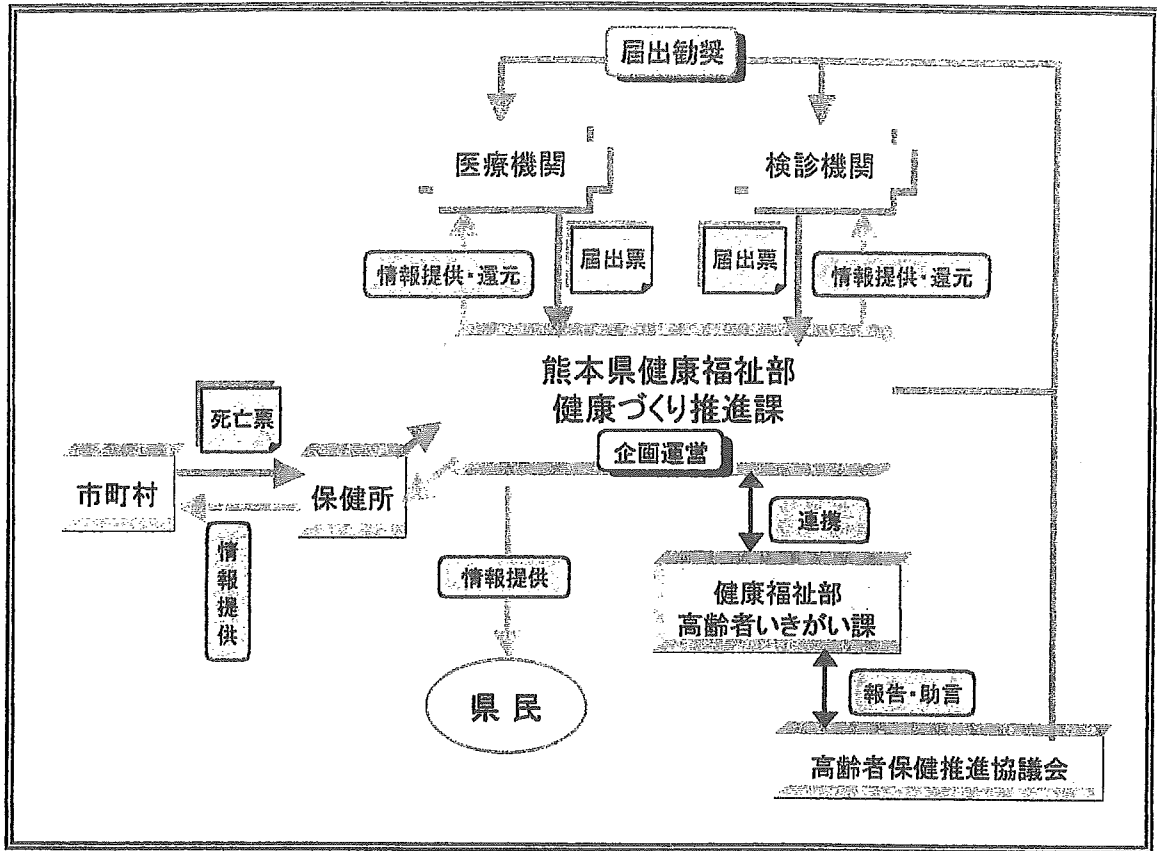 届出勧奨
医療機関
検診機関
情報提供・還元
届出票
届出票
情報提供・還元
熊本県健康福祉部
健康づくり推進課
企画運営
死亡票
市町村
保健所
情報提供
情報提供
連携
健康福祉部
高齢者いきがい課
県民
報告・助言
高齢者保健推進協議会